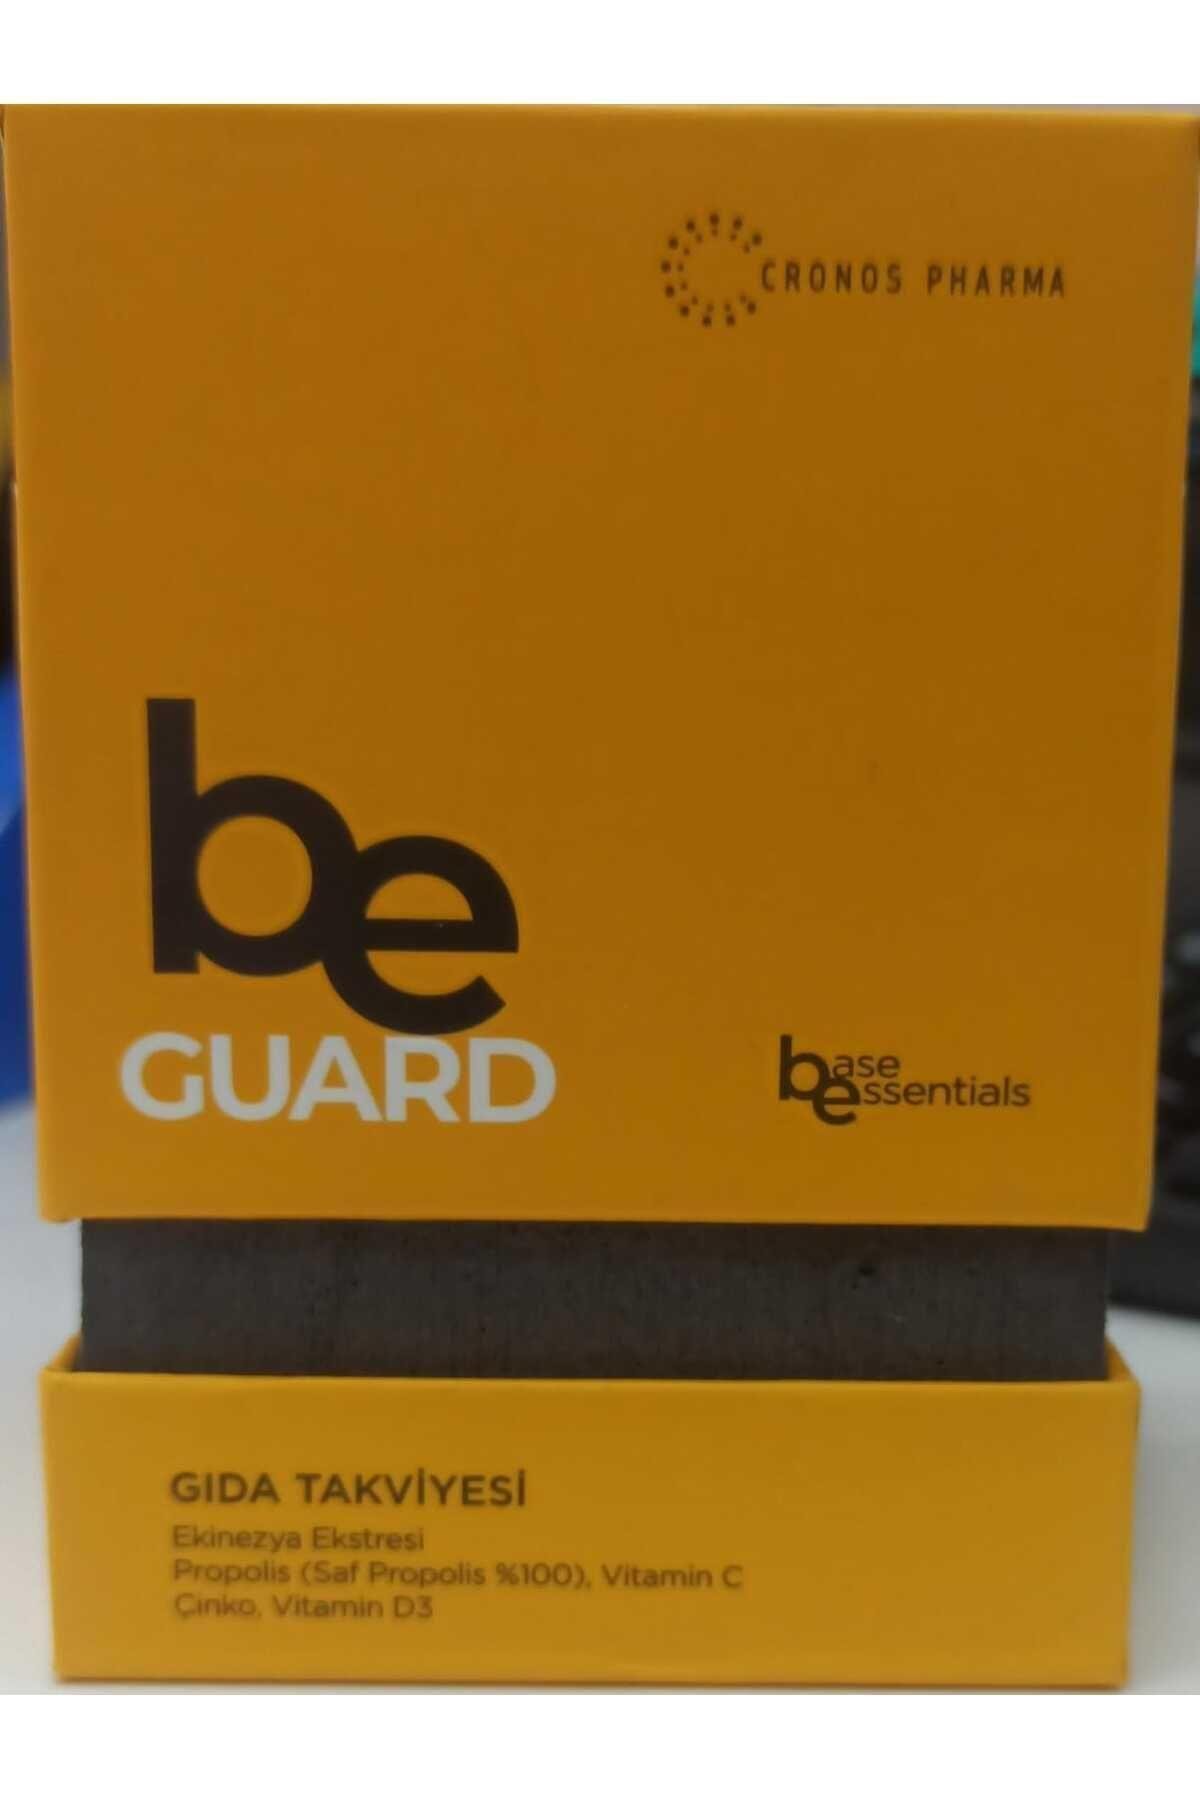 CRONOS PHARMA
be
GUARD
base
essentials
GIDA TAKVİYESİ
Ekinezya Ekstresi
Propolis (Saf Propolis %100), Vitamin C
Çinko, Vitamin D3